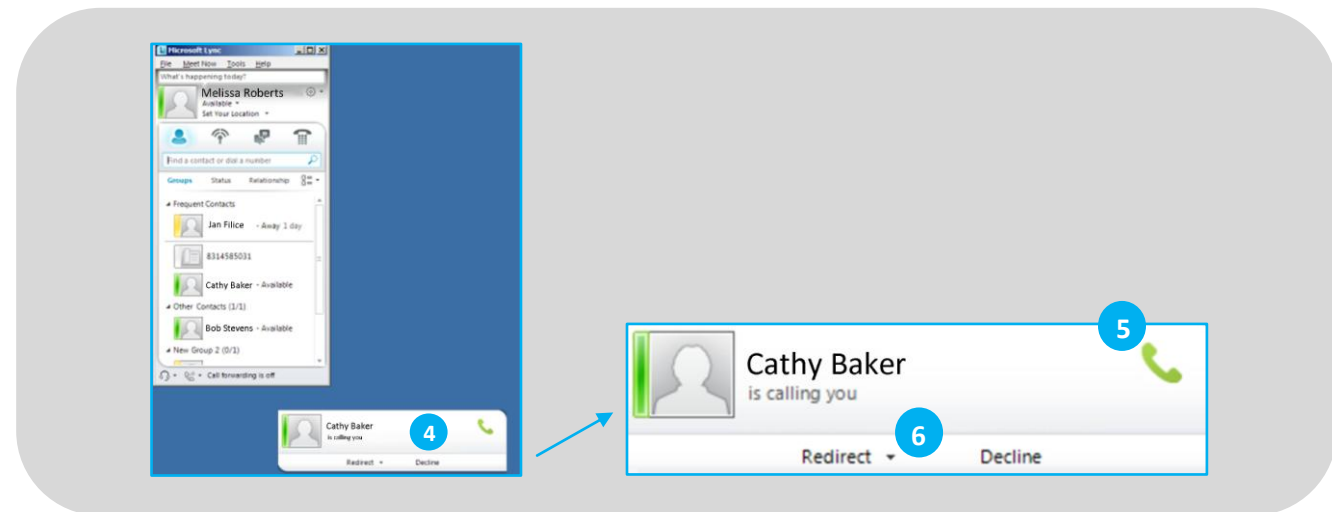 Microsoft Lync
File Meet Now Tools Help
What's happening today?
Melissa Roberts
Available
Set Your Location
Find a contact or dial a number
Groups Status Relationship
Frequent Contacts
Jan Filice - Away 1 day
8314585031
Cathy Baker - Available
Other Contacts (1/1)
Bob Stevens - Available
New Group 2 (0/1)
Call forwarding is off
Cathy Baker
is calling you
4
Redirect Decline
5
Cathy Baker
is calling you
6
Redirect Decline